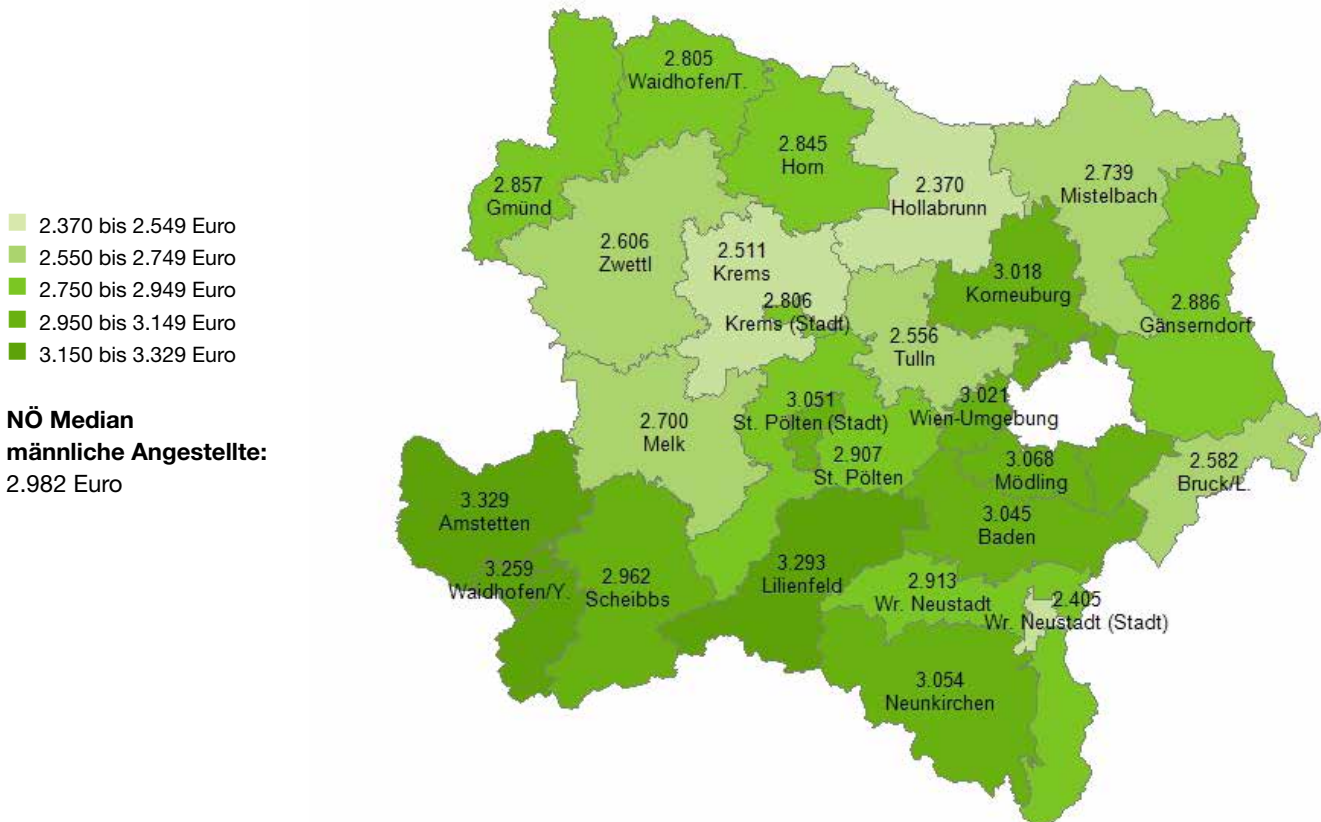 2.370 bis 2.549 Euro
2.550 bis 2.749 Euro
2.750 bis 2.949 Euro
2.950 bis 3.149 Euro
3.150 bis 3.329 Euro
NÖ Median
männliche Angestellte:
2.982 Euro
2.805
Waidhofen/T.
2.845
Horn
2.857
Gmünd
2.370
Hollabrunn
2.739
Mistelbach
2.606
Zwettl
2.511
Krems
2.806
Krems (Stadt)
3.018
Korneuburg
2.886
Gänserndorf
2.556
Tulln
3.051
St. Pölten (Stadt)
3.021
Wien-Umgebung
2.700
Melk
2.907
St. Pölten
3.068
Mödling
2.582
Bruck/L.
3.329
Amstetten
3.045
Baden
3.259
Waidhofen/Y.
2.962
Scheibbs
3.293
Lilienfeld
2.913
Wr. Neustadt
2.405
Wr. Neustadt (Stadt)
3.054
Neunkirchen